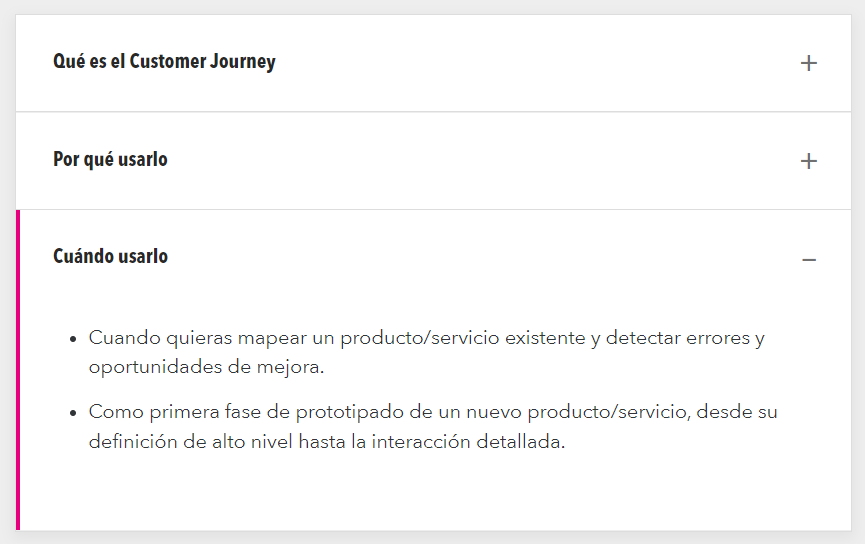 Qué es el Customer Journey
Por qué usarlo
Cuándo usarlo
Cuando quieras mapear un producto/servicio existente y detectar errores y
oportunidades de mejora.
Como primera fase de prototipado de un nuevo producto/servicio, desde su
definición de alto nivel hasta la interacción detallada.